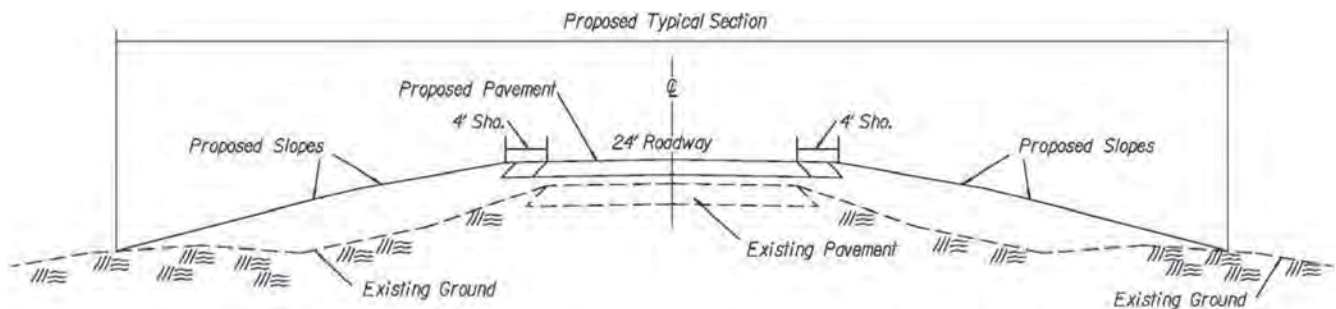 Proposed Typical Section
℄
Proposed Pavement
4' Sho.
24' Roadway
4' Sho.
Proposed Slopes
Proposed Slopes
Existing Pavement
Existing Ground
Existing Ground